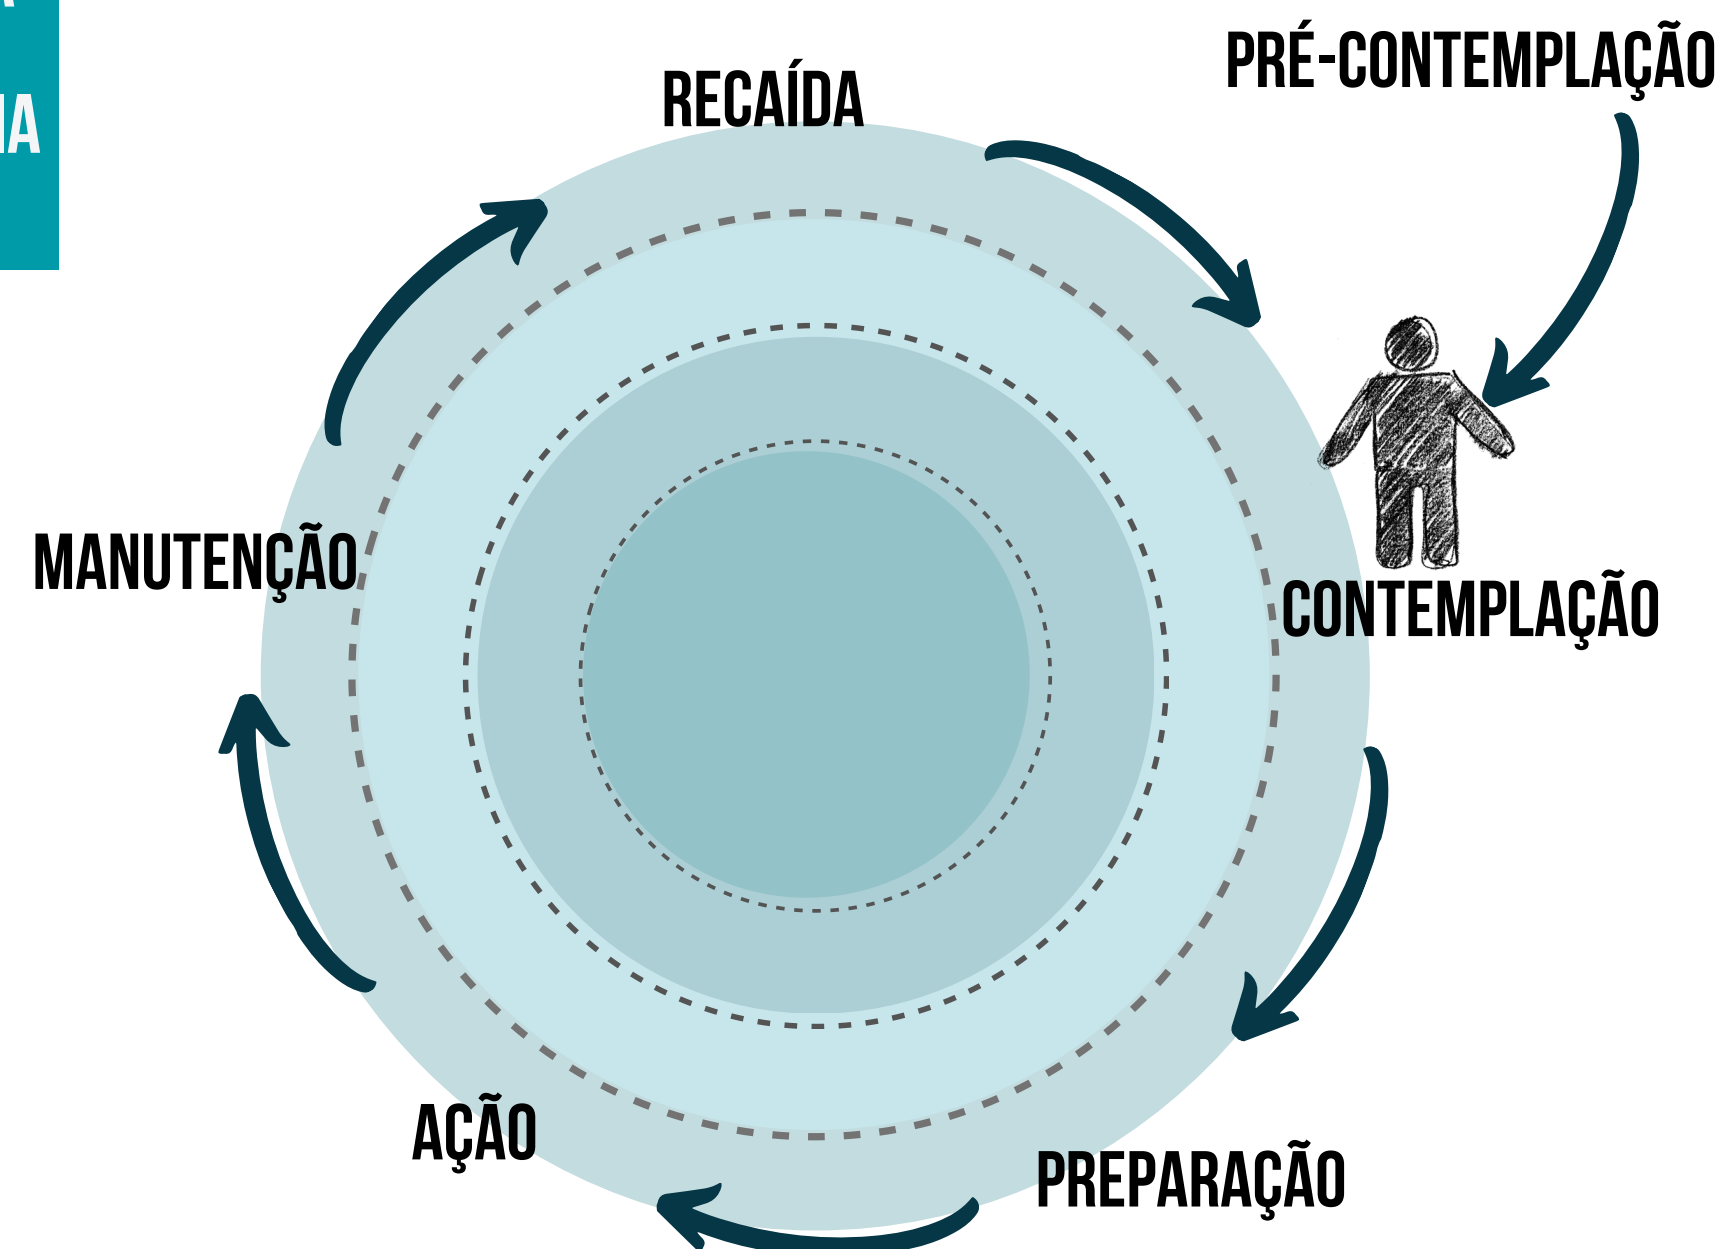 PRÉ-CONTEMPLAÇÃO
RECAÍDA
MANUTENÇÃO
CONTEMPLAÇÃO
AÇÃO
PREPARAÇÃO